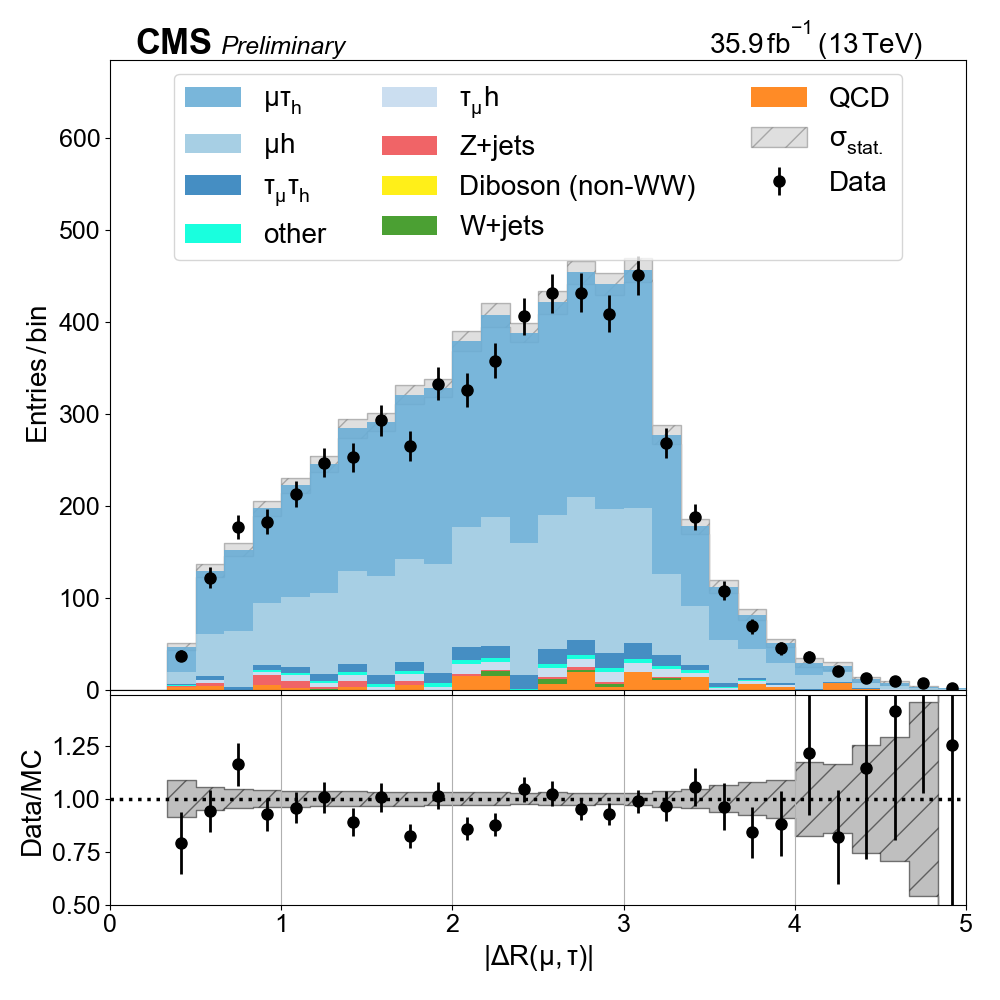 CMS Preliminary 35.9 fb⁻¹ (13 TeV)
μτh τμh QCD
μh Z+jets σstat.
τμτh Diboson (non-WW) Data
other W+jets
Entries / bin
600
500
400
300
200
100
0
Data/MC
1.25
1.00
0.75
0.50
0 1 2 3 4 5
|ΔR(μ, τ)|